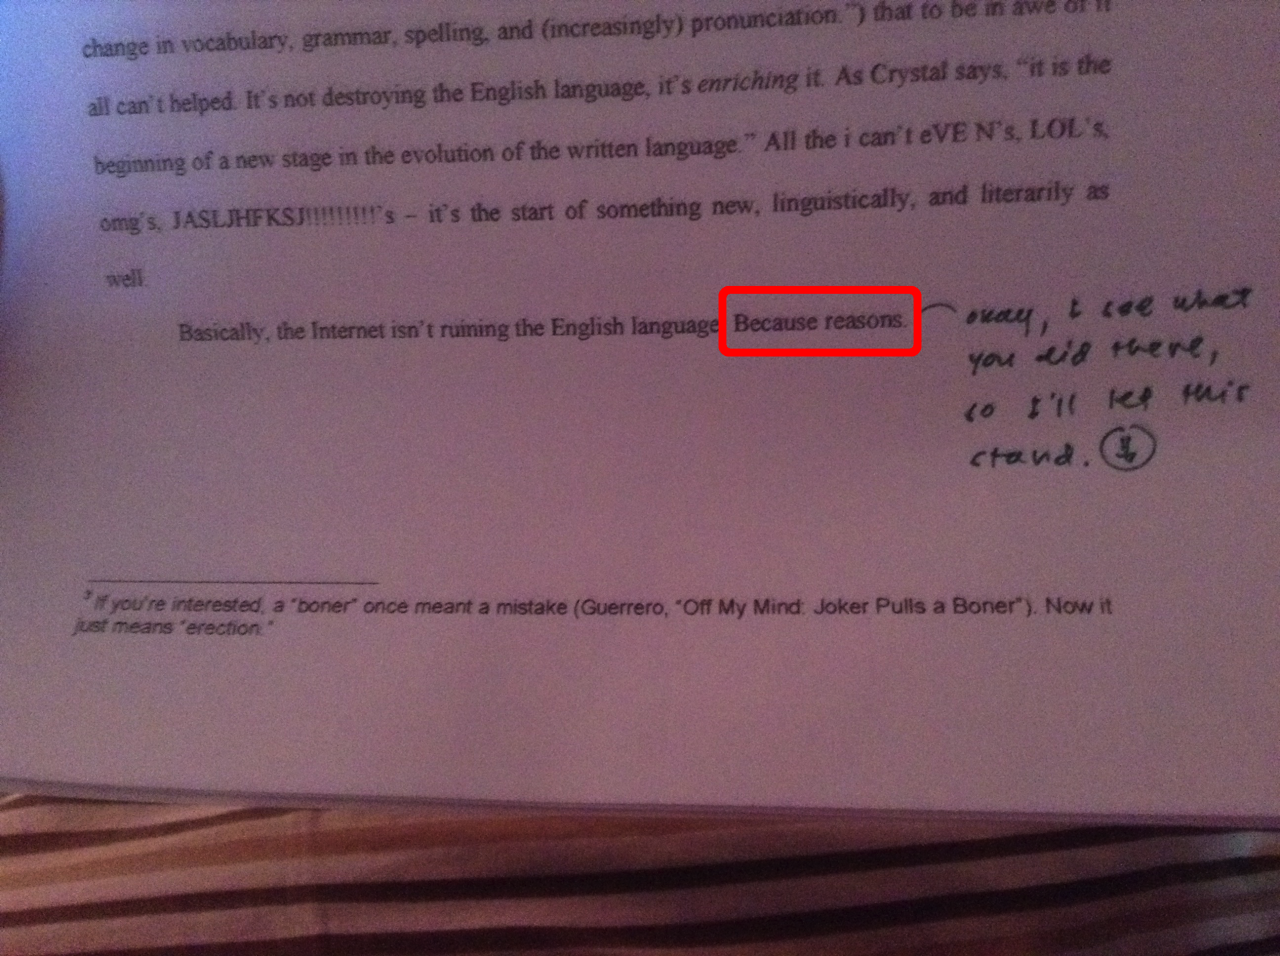 change in vocabulary, grammar, spelling, and (increasingly) pronunciation.") that to be in awe of it
all can't helped. It's not destroying the English language, it's enriching it. As Crystal says, "it is the
beginning of a new stage in the evolution of the written language." All the i can't eVE N's, LOL's,
omg's, JASLJHFKSJ!!!!!!!!!'s – it's the start of something new, linguistically, and literarily as
well.
Basically, the Internet isn't ruining the English language. Because reasons.
okay, I see what
you did there,
so I'll let this
stand.
3 If you're interested, a "boner" once meant a mistake (Guerrero, "Off My Mind: Joker Pulls a Boner"). Now it
just means "erection."